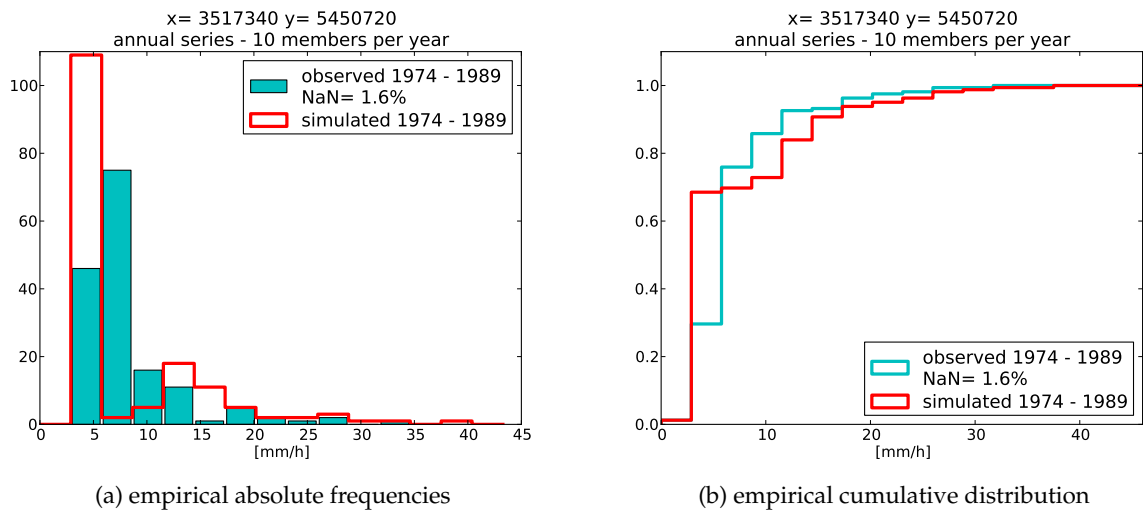 x= 3517340 y= 5450720
annual series - 10 members per year
100
80
60
40
20
0
observed 1974 - 1989
NaN= 1.6%
simulated 1974 - 1989
0 5 10 15 20 25 30 35 40 45
[mm/h]
(a) empirical absolute frequencies
x= 3517340 y= 5450720
annual series - 10 members per year
1.0
0.8
0.6
0.4
0.2
0.0
observed 1974 - 1989
NaN= 1.6%
simulated 1974 - 1989
0 10 20 30 40
[mm/h]
(b) empirical cumulative distribution